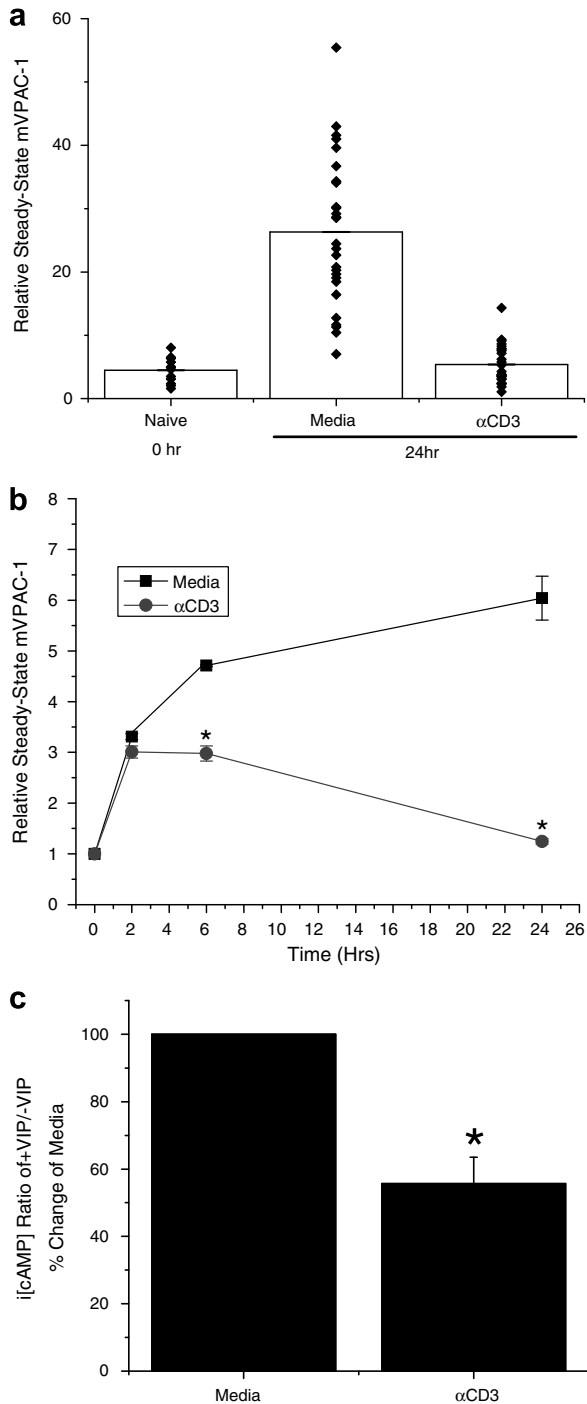 a
Relative Steady-State mVPAC-1
60
40
20
0
Naive
Media
αCD3
0 hr
24hr
b
Relative Steady-State mVPAC-1
8
7
6
5
4
3
2
1
0
Media
αCD3
*
*
0 2 4 6 8 10 12 14 16 18 20 22 24 26
Time (Hrs)
c
i[cAMP] Ratio of+VIP/-VIP
% Change of Media
100
80
60
40
20
0
*
Media
αCD3